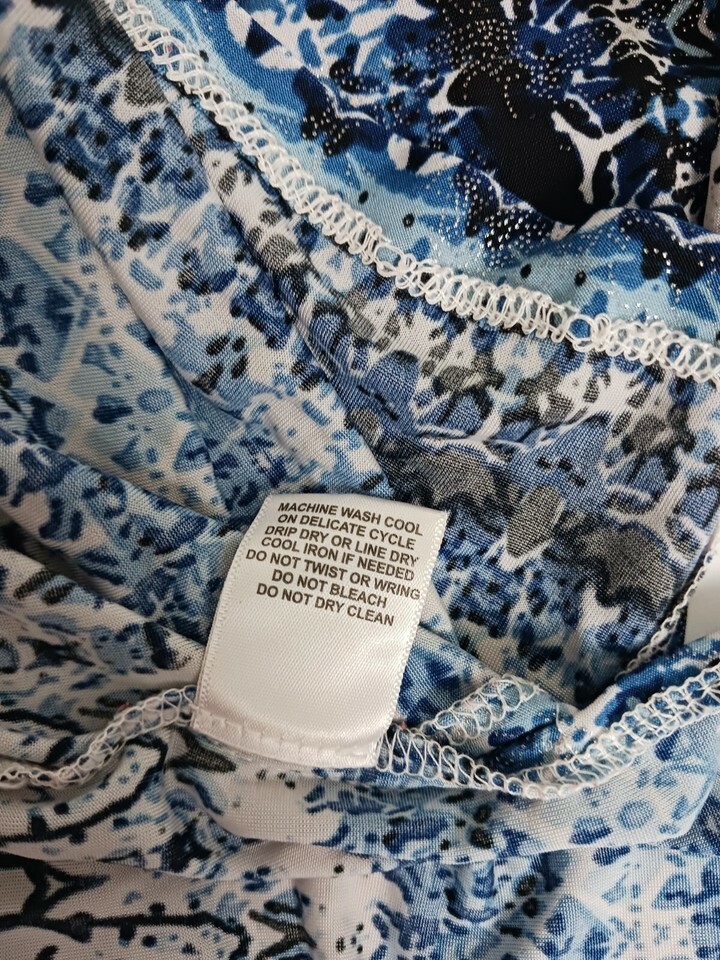 MACHINE WASH COOL
ON DELICATE CYCLE
DRIP DRY OR LINE DRY
COOL IRON IF NEEDED
DO NOT TWIST OR WRING
DO NOT BLEACH
DO NOT DRY CLEAN